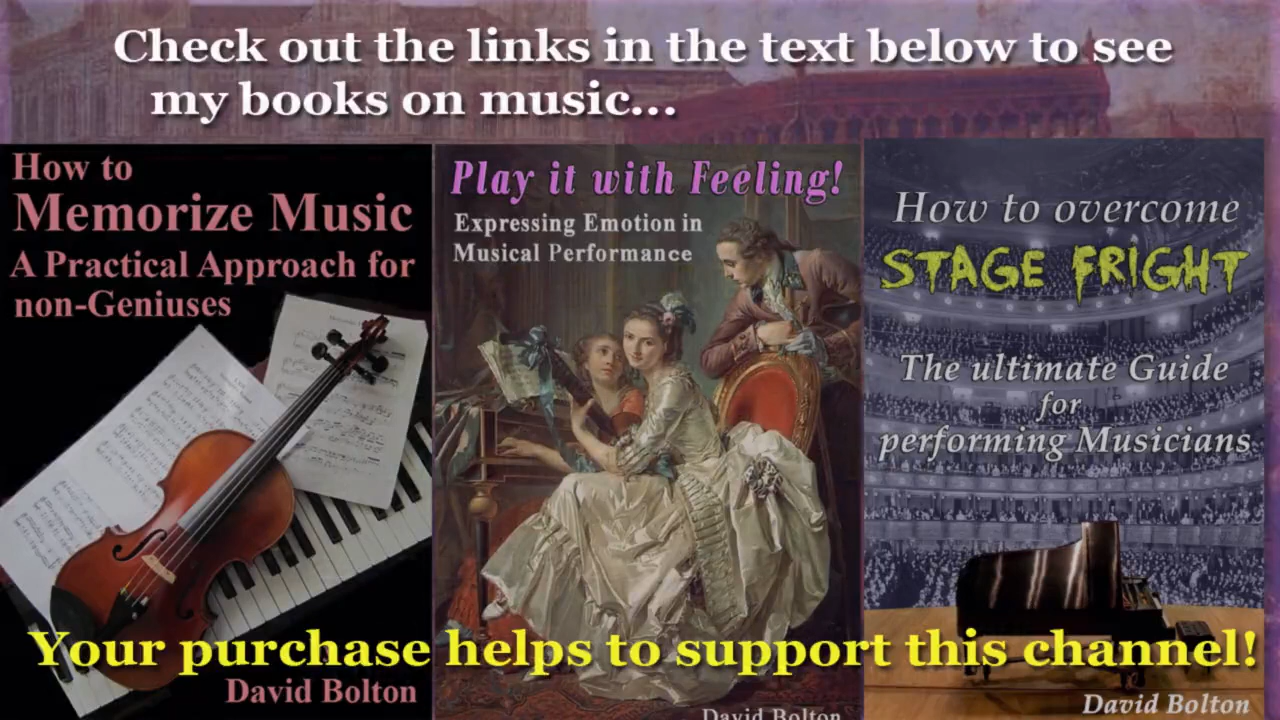 Check out the links in the text below to see
my books on music...
How to
Memorize Music
A Practical Approach for
non-Geniuses
David Bolton
Play it with Feeling!
Expressing Emotion in
Musical Performance
David Bolton
How to overcome
STAGE FRIGHT
The ultimate Guide
for
performing Musicians
David Bolton
Your purchase helps to support this channel!